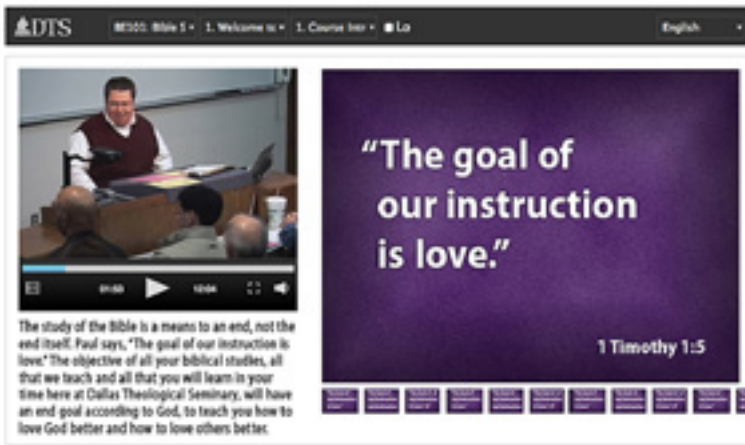 DTS
BE101: Bible S
1. Welcome to
1. Course Intr
Lo
English
01:50
12:04
The study of the Bible is a means to an end, not the
end itself. Paul says, "The goal of our instruction is
love." The objective of all your biblical studies, all
that we teach and all that you will learn in your
time here at Dallas Theological Seminary, will have
an end goal according to God, to teach you how to
love God better and how to love others better.
“The goal of
our instruction
is love.”
1 Timothy 1:5